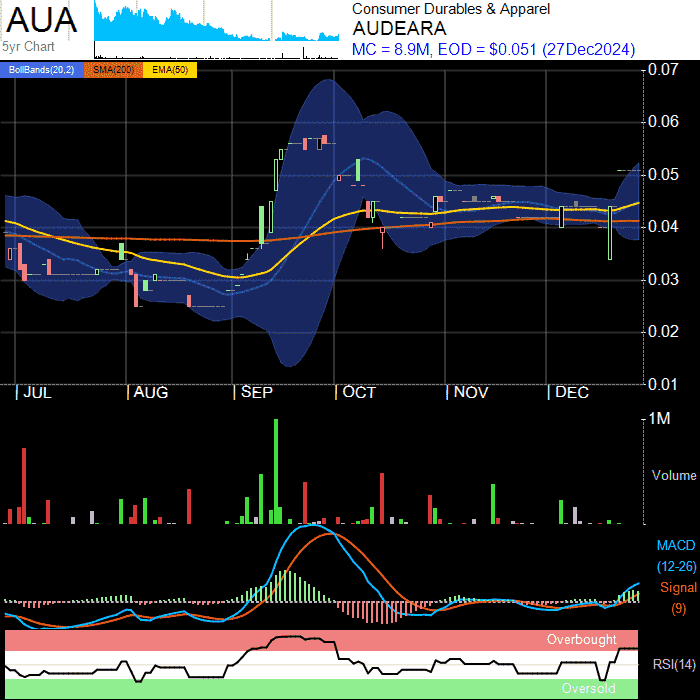 AUA
5yr Chart
Consumer Durables & Apparel
AUDEARA
MC = 8.9M, EOD = $0.051 (27Dec2024)
BollBands(20,2) SMA(200) EMA(50)
0.07
0.06
0.05
0.04
0.03
0.02
0.01
JUL AUG SEP OCT NOV DEC
1M
Volume
MACD
(12-26)
Signal
(9)
Overbought
RSI(14)
Oversold